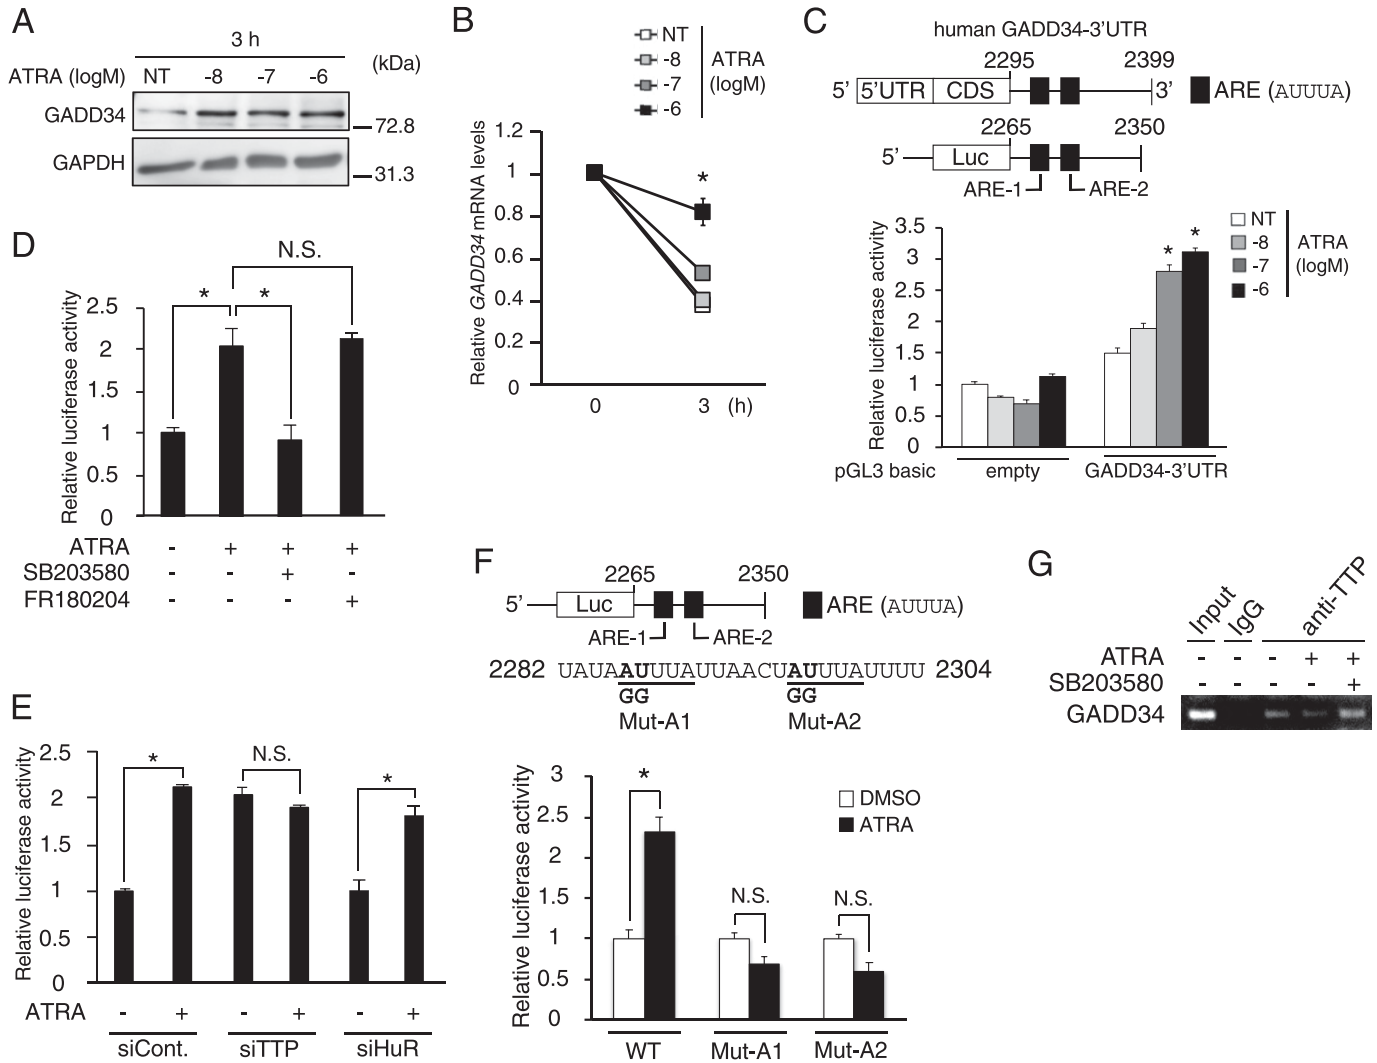 A
3 h
ATRA (logM) NT -8 -7 -6 (kDa)
GADD34
72.8
GAPDH
31.3
B
NT
-8
-7
-6
ATRA
(logM)
Relative GADD34 mRNA levels
1.2
1
0.8
0.6
0.4
0.2
0
*
0 3 (h)
C
human GADD34-3'UTR
2295 2399
5' 5'UTR CDS 3' ARE (AUUUA)
2265 2350
5' Luc
ARE-1 ARE-2
Relative luciferase activity
3.5
3
2.5
2
1.5
1
0.5
0
* *
NT
-8
-7
-6
ATRA
(logM)
pGL3 basic empty GADD34-3'UTR
D
N.S.
* *
Relative luciferase activity
2.5
2
1.5
1
0.5
0
ATRA - + + +
SB203580 - - + -
FR180204 - - - +
E
Relative luciferase activity
2.5
2
1.5
1
0.5
0
* N.S. *
ATRA - + - + - +
siCont. siTTP siHuR
F
2265 2350
5' Luc ARE (AUUUA)
ARE-1 ARE-2
2282 UAUAAUUUAUUAACUAUUUAUUUU 2304
GG GG
Mut-A1 Mut-A2
Relative luciferase activity
3
2.5
2
1.5
1
0.5
0
* N.S. N.S.
DMSO
ATRA
WT Mut-A1 Mut-A2
G
Input IgG anti-TTP
ATRA - - - + +
SB203580 - - - - +
GADD34